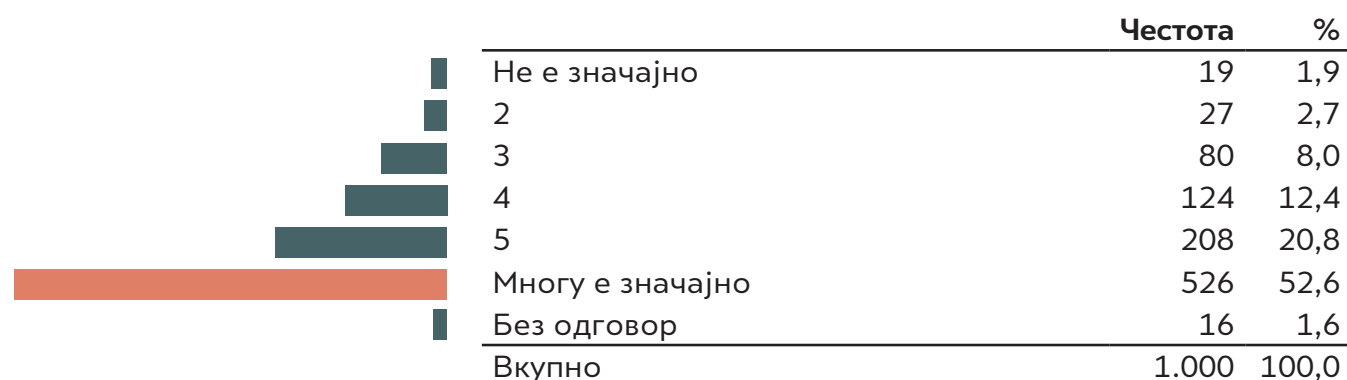 Честота %
Не е значајно 19 1,9
2 27 2,7
3 80 8,0
4 124 12,4
5 208 20,8
Многу е значајно 526 52,6
Без одговор 16 1,6
Вкупно 1.000 100,0